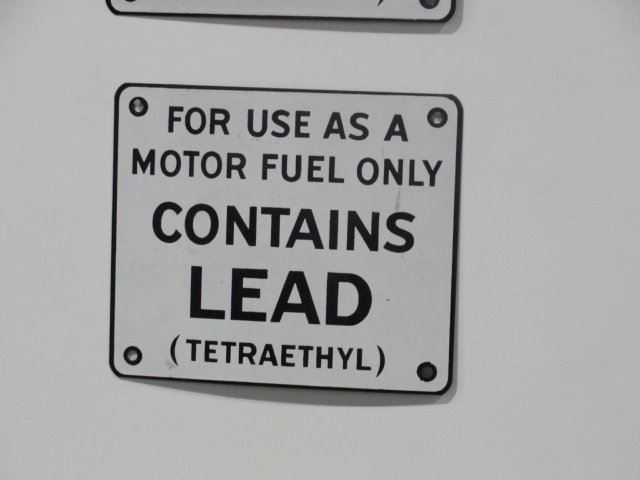 FOR USE AS A
MOTOR FUEL ONLY
CONTAINS
LEAD
(TETRAETHYL)